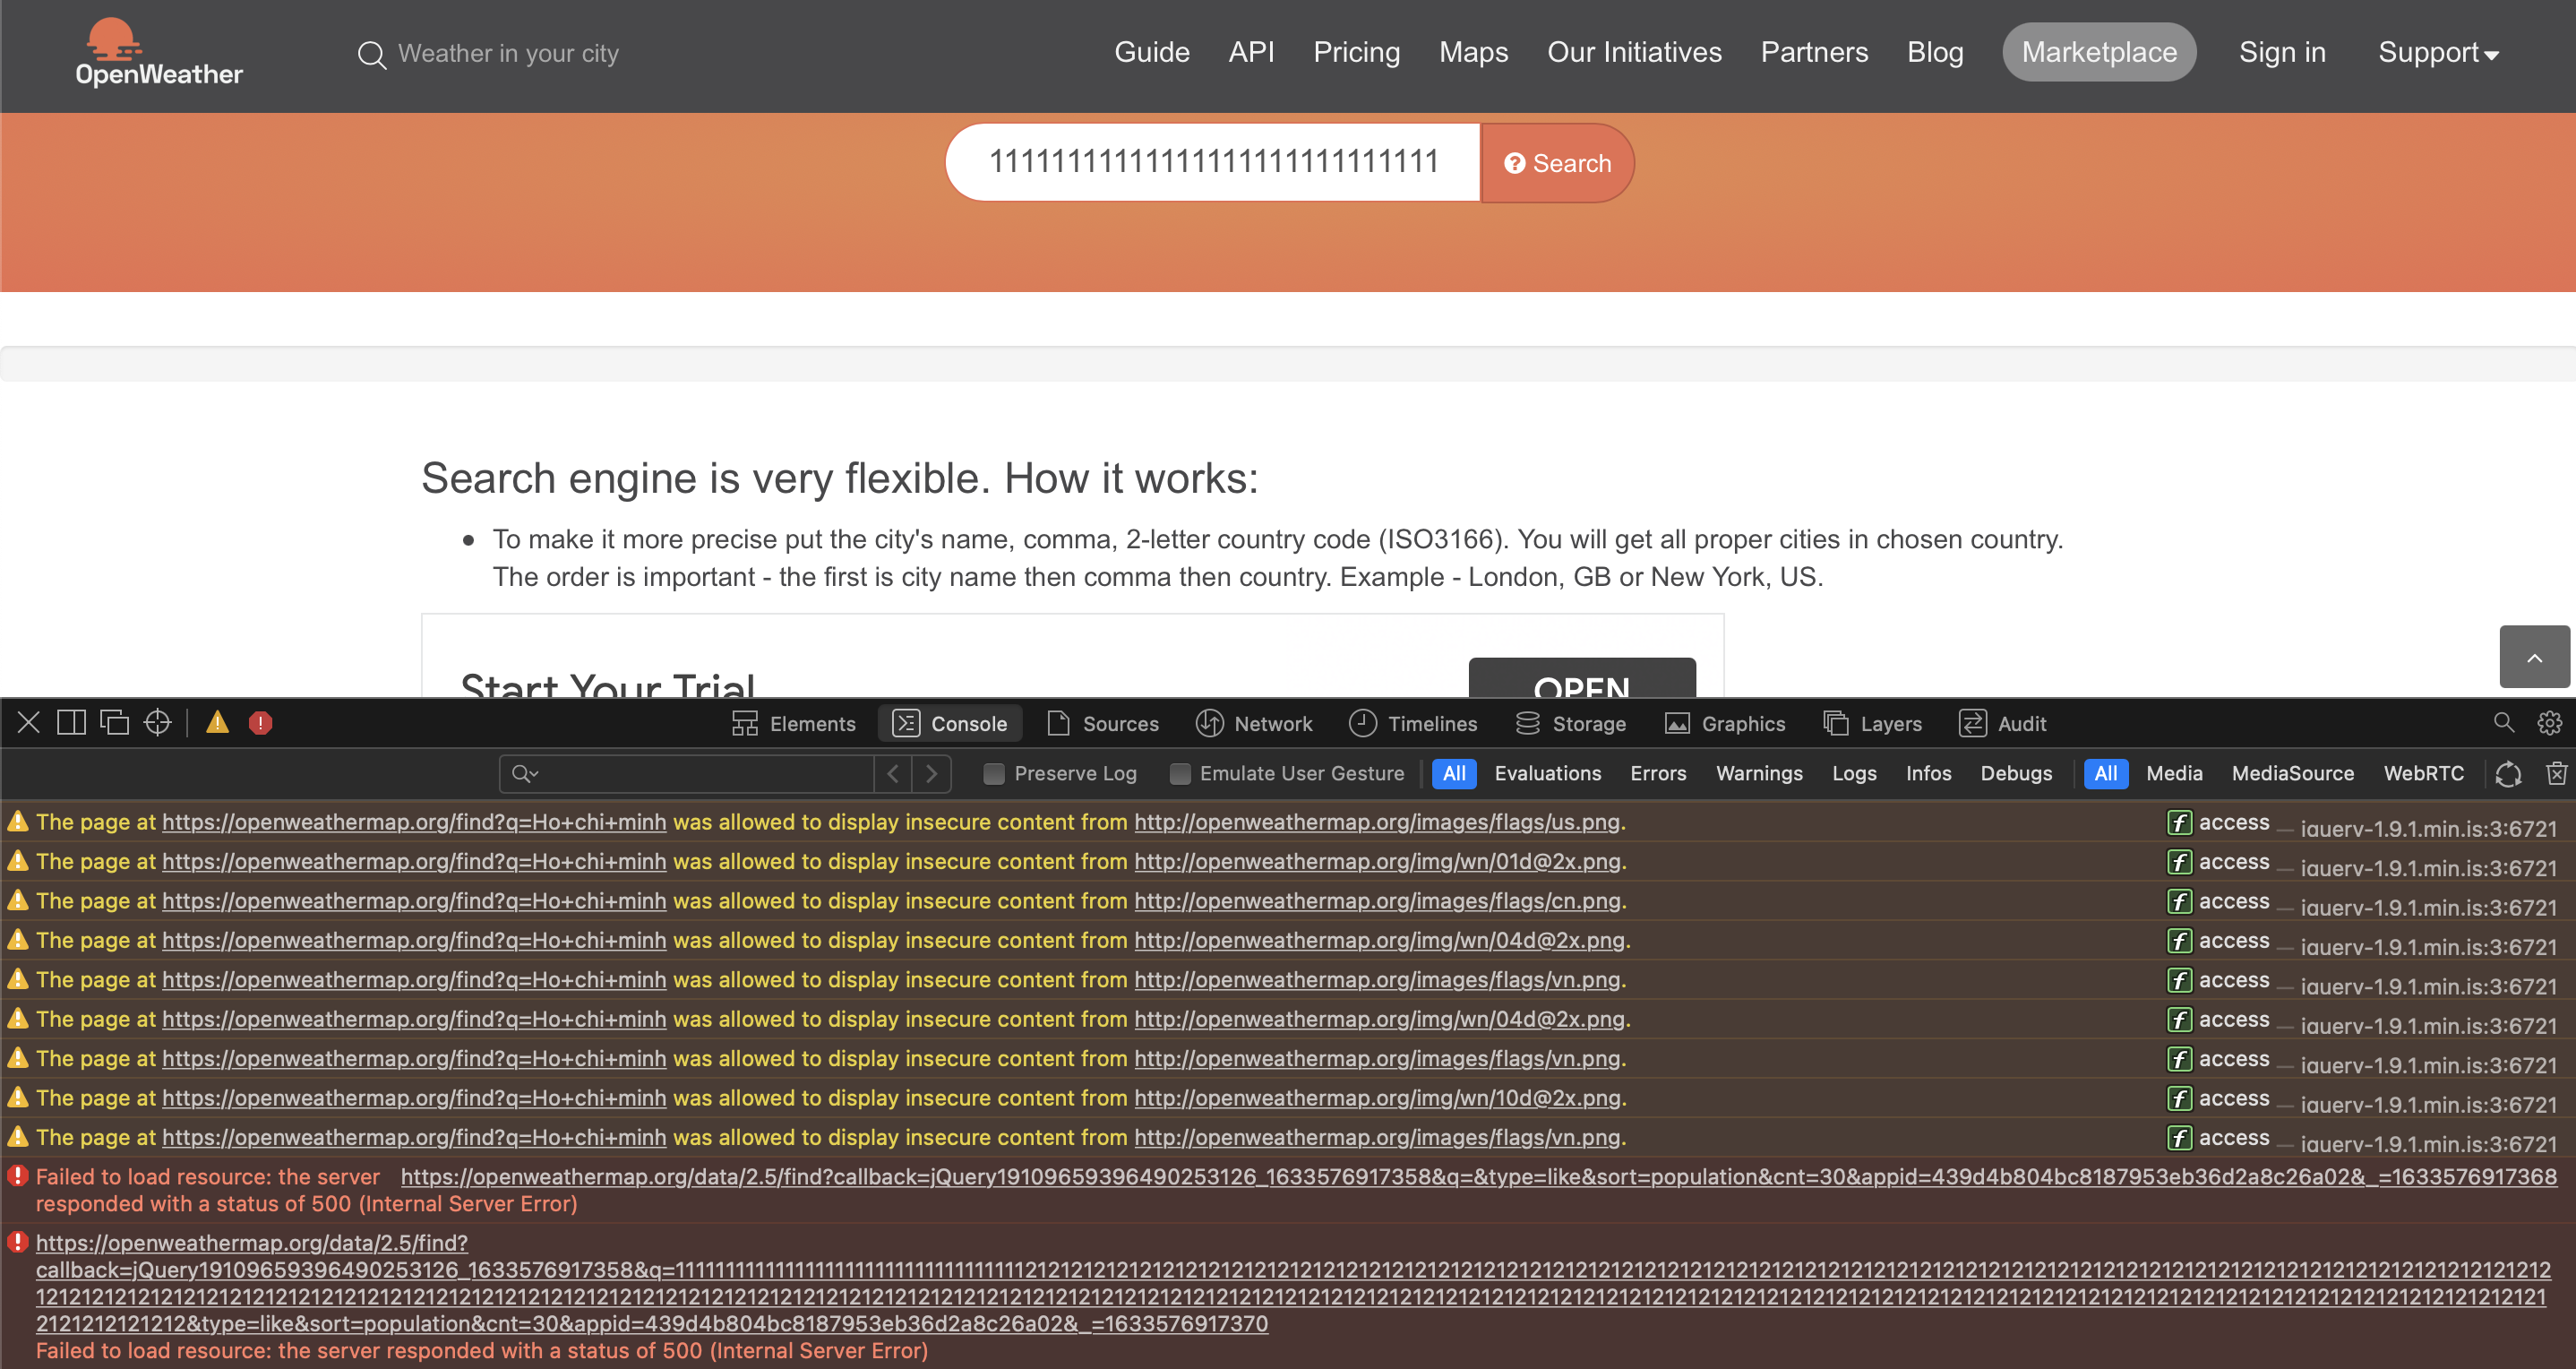 OpenWeather
Weather in your city
Guide API Pricing Maps Our Initiatives Partners Blog Marketplace Sign in Support
Search
Search engine is very flexible. How it works:
To make it more precise put the city's name, comma, 2-letter country code (ISO3166). You will get all proper cities in chosen country.
The order is important - the first is city name then comma then country. Example - London, GB or New York, US.
Start Your Trial
OPEN
Elements Console Sources Network Timelines Storage Graphics Layers Audit
Preserve Log Emulate User Gesture All Evaluations Errors Warnings Logs Infos Debugs All Media MediaSource WebRTC
The page at https://openweathermap.org/find?q=Ho+chi+minh was allowed to display insecure content from http://openweathermap.org/images/flags/us.png. f access — jquery-1.9.1.min.js:3:6721
The page at https://openweathermap.org/find?q=Ho+chi+minh was allowed to display insecure content from http://openweathermap.org/img/wn/01d@2x.png. f access — jquery-1.9.1.min.js:3:6721
The page at https://openweathermap.org/find?q=Ho+chi+minh was allowed to display insecure content from http://openweathermap.org/images/flags/cn.png. f access — jquery-1.9.1.min.js:3:6721
The page at https://openweathermap.org/find?q=Ho+chi+minh was allowed to display insecure content from http://openweathermap.org/img/wn/04d@2x.png. f access — jquery-1.9.1.min.js:3:6721
The page at https://openweathermap.org/find?q=Ho+chi+minh was allowed to display insecure content from http://openweathermap.org/images/flags/vn.png. f access — jquery-1.9.1.min.js:3:6721
The page at https://openweathermap.org/find?q=Ho+chi+minh was allowed to display insecure content from http://openweathermap.org/img/wn/04d@2x.png. f access — jquery-1.9.1.min.js:3:6721
The page at https://openweathermap.org/find?q=Ho+chi+minh was allowed to display insecure content from http://openweathermap.org/images/flags/vn.png. f access — jquery-1.9.1.min.js:3:6721
The page at https://openweathermap.org/find?q=Ho+chi+minh was allowed to display insecure content from http://openweathermap.org/img/wn/10d@2x.png. f access — jquery-1.9.1.min.js:3:6721
The page at https://openweathermap.org/find?q=Ho+chi+minh was allowed to display insecure content from http://openweathermap.org/images/flags/vn.png. f access — jquery-1.9.1.min.js:3:6721
Failed to load resource: the server https://openweathermap.org/data/2.5/find?callback=jQuery19109659396490253126_1633576917358&q=&type=like&sort=population&cnt=30&appid=439d4b804bc8187953eb36d2a8c26a02&_=1633576917368
responded with a status of 500 (Internal Server Error)
https://openweathermap.org/data/2.5/find?
callback=jQuery19109659396490253126_1633576917358&q=
2121212121212&type=like&sort=population&cnt=30&appid=439d4b804bc8187953eb36d2a8c26a02&_=1633576917370
Failed to load resource: the server responded with a status of 500 (Internal Server Error)